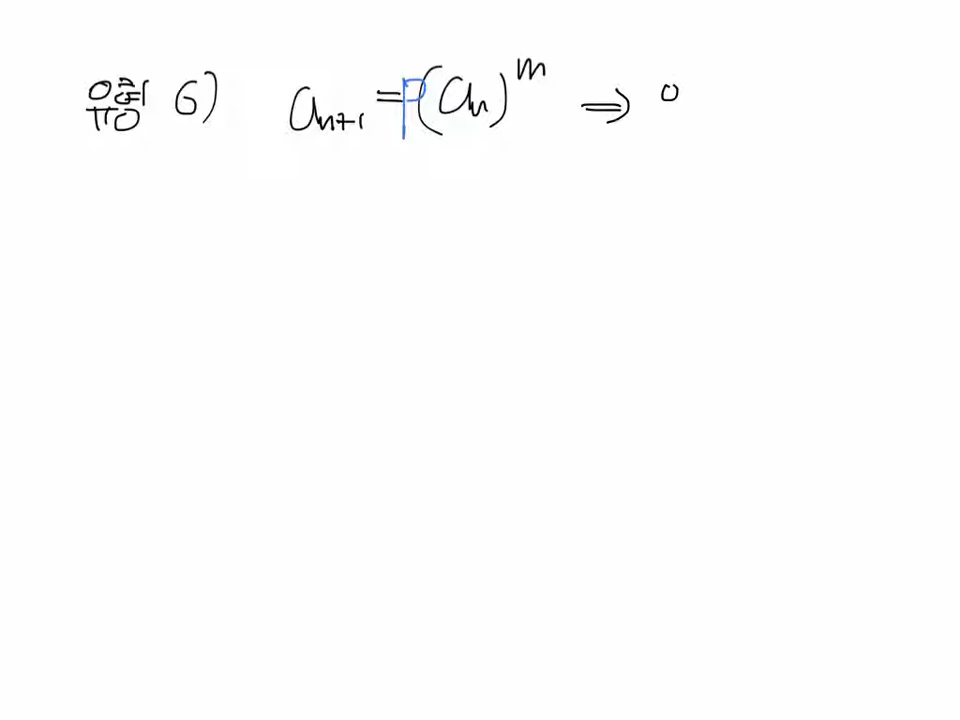 유형 6) aₙ₊₁ = P(aₙ)ᵐ ⇒